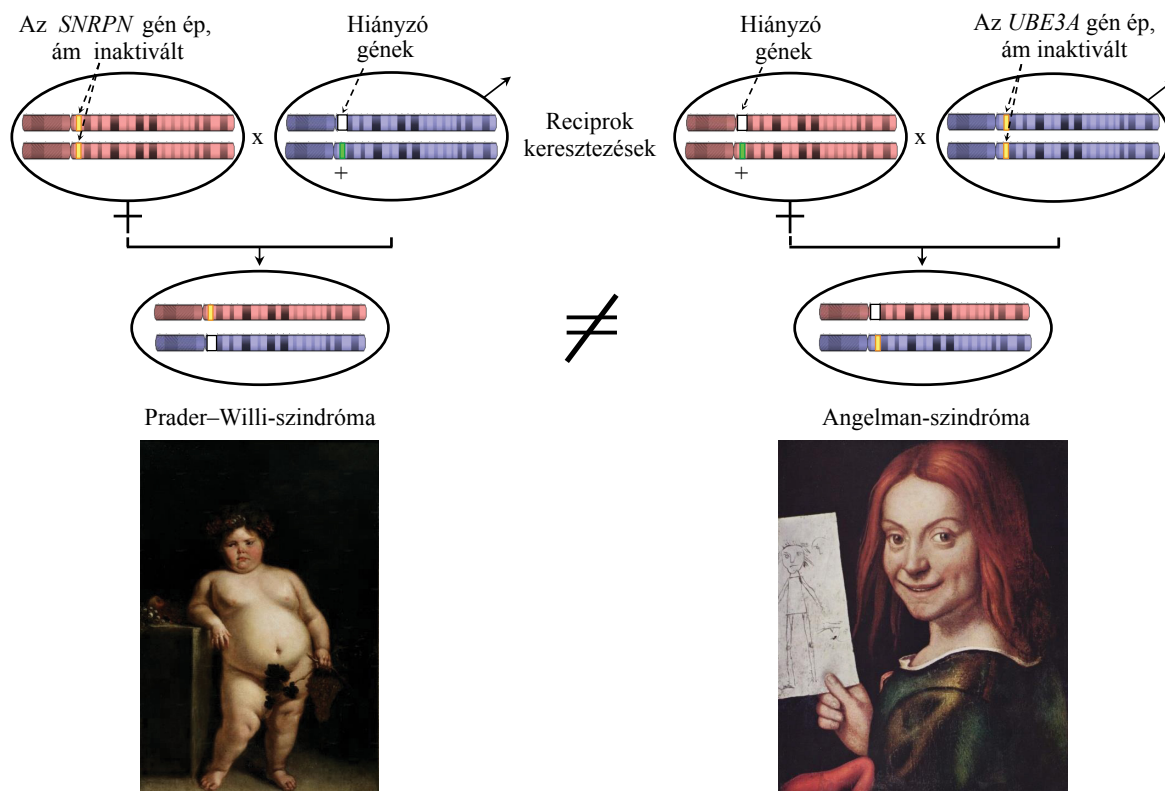 Az SNRPN gén ép,
ám inaktivált
Hiányzó
gének
x
+
Reciprok
keresztezések
Hiányzó
gének
Az UBE3A gén ép,
ám inaktivált
x
+
≠
Prader–Willi-szindróma
Angelman-szindróma